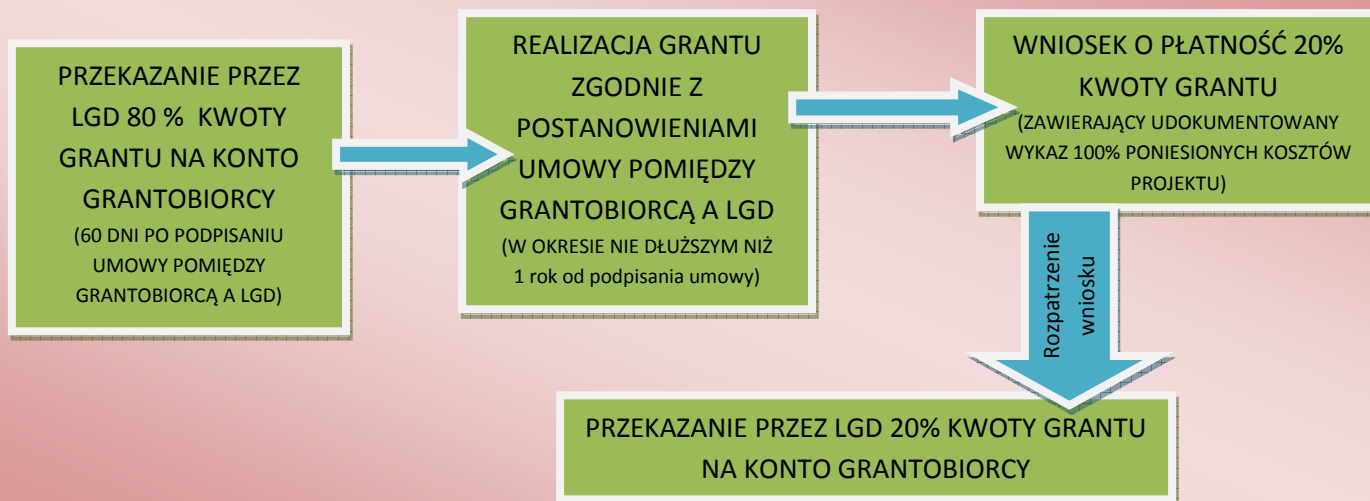 PRZEKAZANIE PRZEZ
LGD 80 % KWOTY
GRANTU NA KONTO
GRANTOBIORCY
(60 DNI PO PODPISANIU
UMOWY POMIĘDZY
GRANTOBIORCĄ A LGD)
REALIZACJA GRANTU
ZGODNIE Z
POSTANOWIENIAMI
UMOWY POMIĘDZY
GRANTOBIORCĄ A LGD
(W OKRESIE NIE DŁUŻSZYM NIŻ
1 rok od podpisania umowy)
WNIOSEK O PŁATNOŚĆ 20%
KWOTY GRANTU
(ZAWIERAJĄCY UDOKUMENTOWANY
WYKAZ 100% PONIESIONYCH KOSZTÓW
PROJEKTU)
Rozpatrzenie
wniosku
PRZEKAZANIE PRZEZ LGD 20% KWOTY GRANTU
NA KONTO GRANTOBIORCY